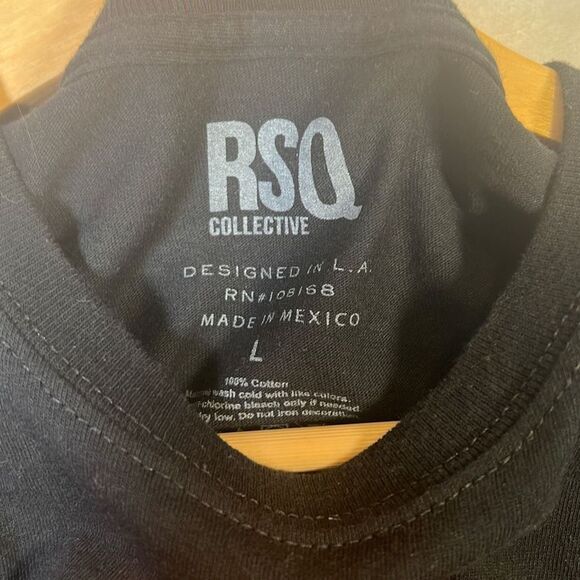 RSQ
COLLECTIVE
DESIGNED IN L.A.
RN#108168
MADE IN MEXICO
L
100% Cotton
wash cold with like colors.
chlorine bleach only if needed.
low. Do not iron decoration